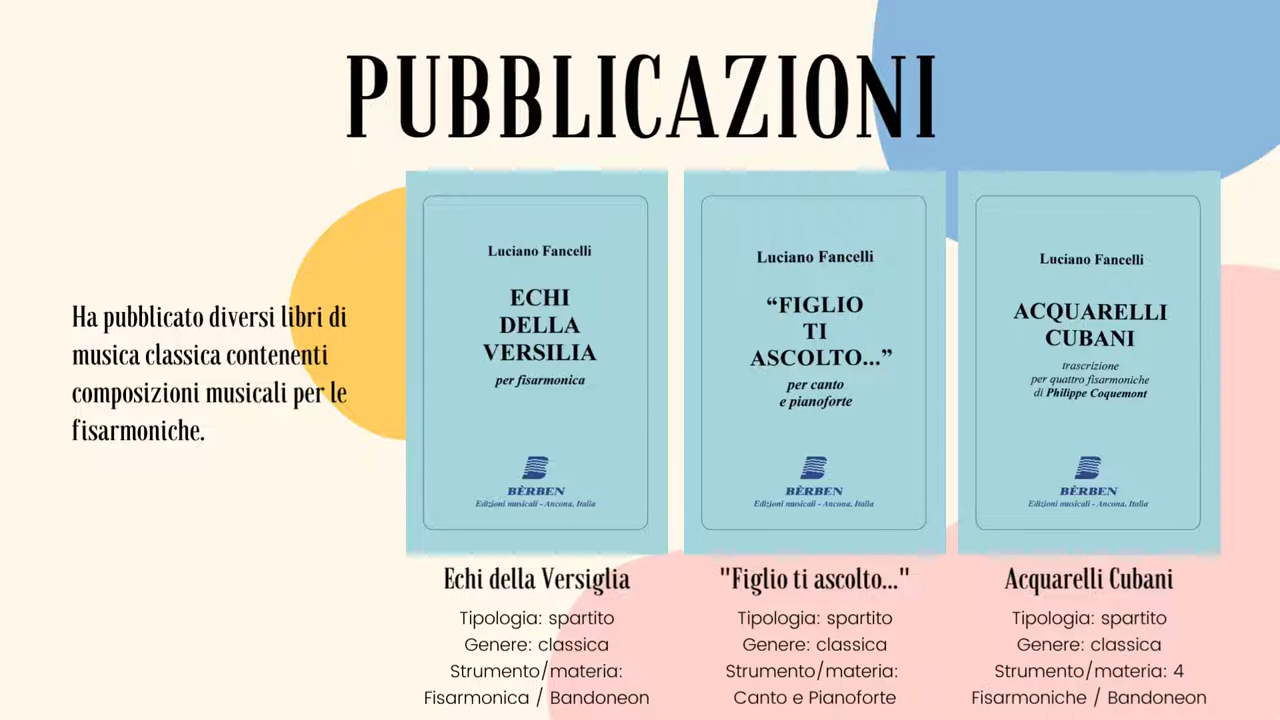 PUBBLICAZIONI
Ha pubblicato diversi libri di
musica classica contenenti
composizioni musicali per le
fisarmoniche.
Luciano Fancelli
ECHI
DELLA
VERSILIA
per fisarmonica
BÈRBEN
Edizioni musicali - Ancona, Italia
Echi della Versiglia
Tipologia: spartito
Genere: classica
Strumento/materia:
Fisarmonica / Bandoneon
Luciano Fancelli
“FIGLIO
TI
ASCOLTO...”
per canto
e pianoforte
BÈRBEN
Edizioni musicali - Ancona, Italia
"Figlio ti ascolto..."
Tipologia: spartito
Genere: classica
Strumento/materia:
Canto e Pianoforte
Luciano Fancelli
ACQUARELLI
CUBANI
trascrizione
per quattro fisarmoniche
di Philippe Coquemont
BÈRBEN
Edizioni musicali - Ancona, Italia
Acquarelli Cubani
Tipologia: spartito
Genere: classica
Strumento/materia: 4
Fisarmoniche / Bandoneon